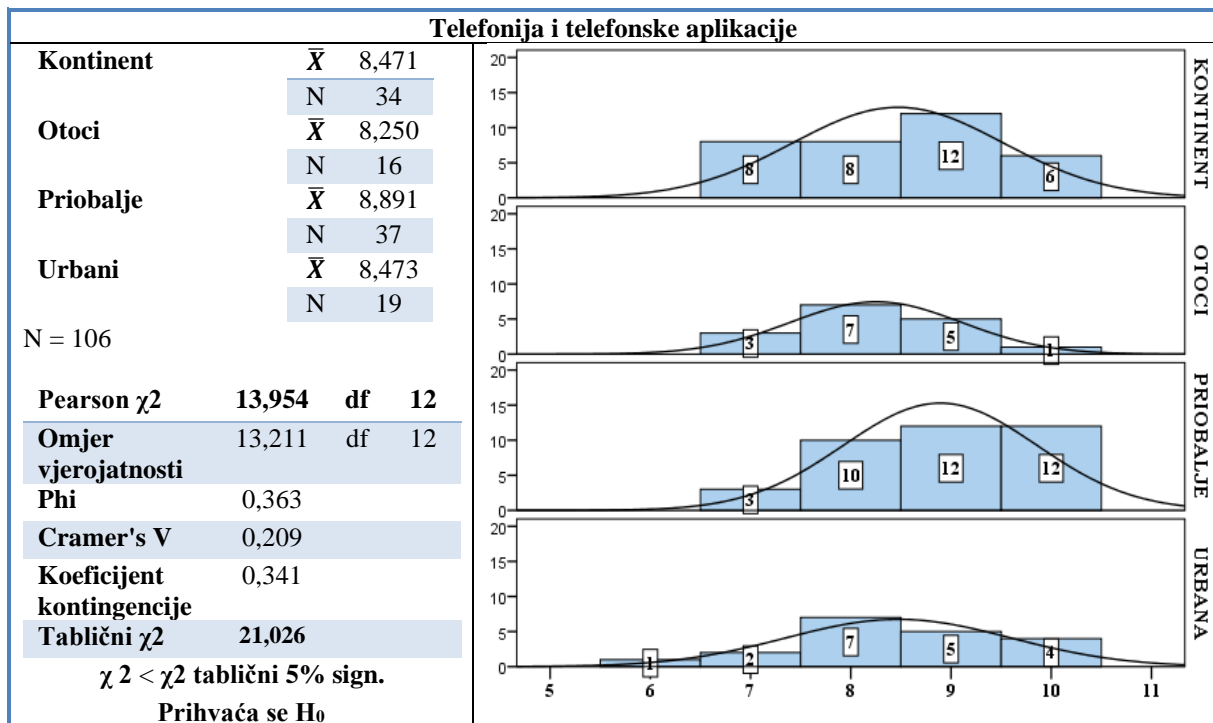 Telefonija i telefonske aplikacije
Kontinent X̄ 8,471
N 34
Otoci X̄ 8,250
N 16
Priobalje X̄ 8,891
N 37
Urbani X̄ 8,473
N 19
N = 106
Pearson χ2 13,954 df 12
Omjer vjerojatnosti 13,211 df 12
Phi 0,363
Cramer's V 0,209
Koeficijent kontingencije 0,341
Tablični χ2 21,026
χ 2 < χ2 tablični 5% sign.
Prihvaća se H₀
20
15
10
5
0
8 8 12 6
KONTINENT
20
15
10
5
0
3 7 5 1
OTOCI
20
15
10
5
0
3 10 12 12
PRIOBALJE
20
15
10
5
0
1 2 7 5 4
URBANA
5 6 7 8 9 10 11